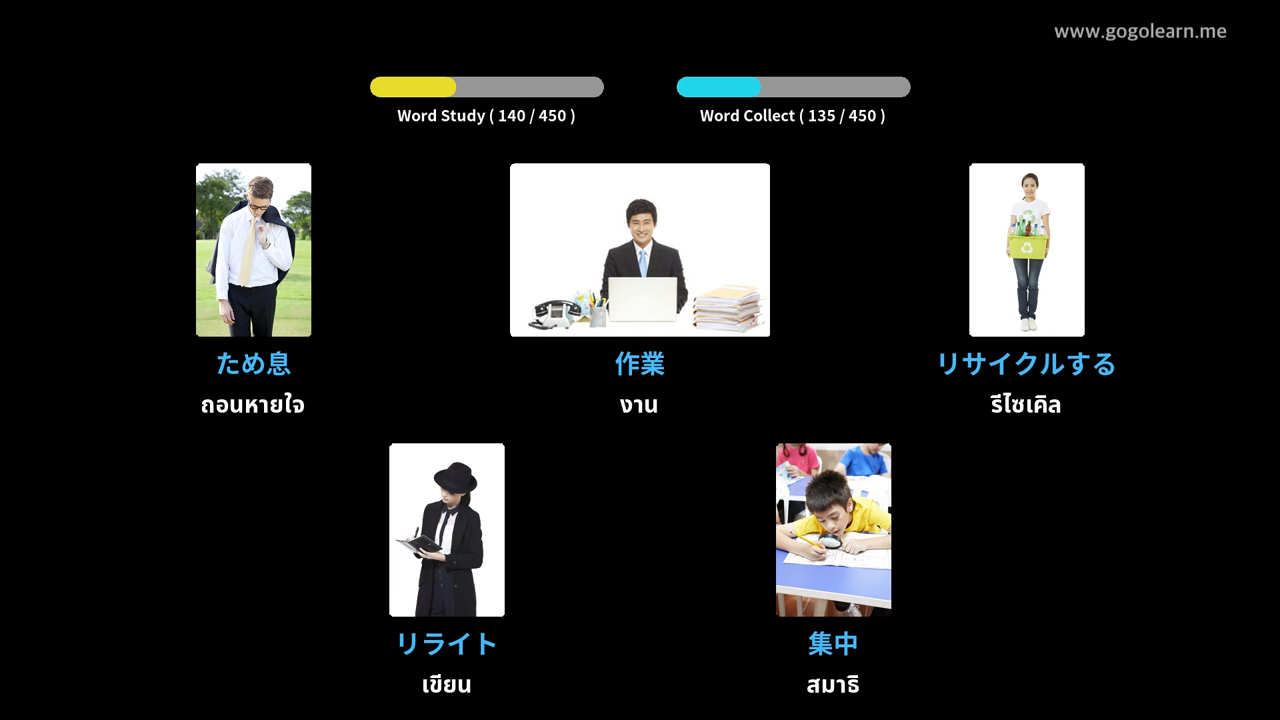 www.gogolearn.me
Word Study ( 140 / 450 )
Word Collect ( 135 / 450 )
ため息
作業
リサイクルする
ถอนหายใจ
งาน
รีไซเคิล
リライト
集中
เขียน
สมาธิ